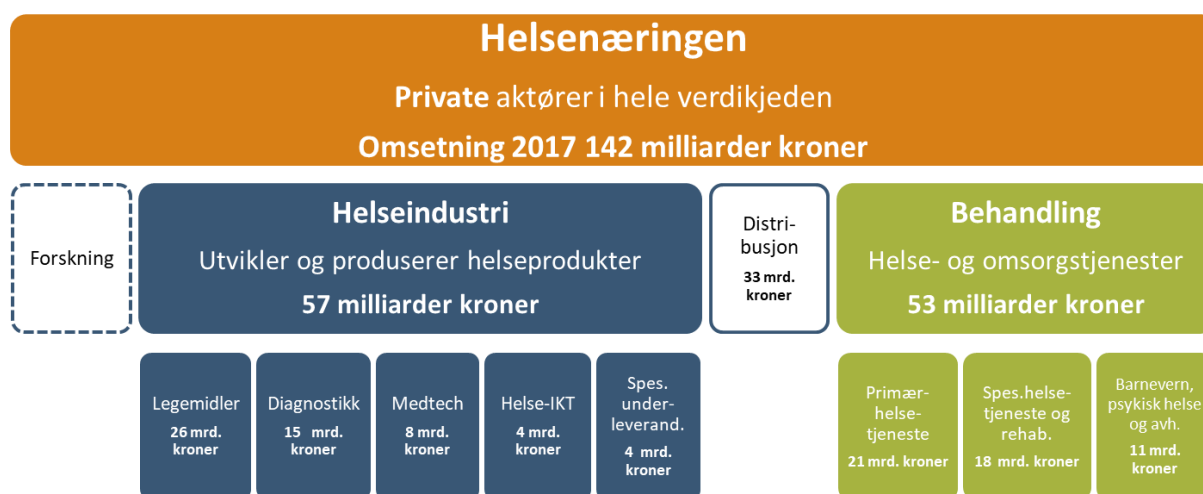 Helsenæringen
Private aktører i hele verdikjeden
Omsetning 2017 142 milliarder kroner
Forskning
Helseindustri
Utvikler og produserer helseprodukter
57 milliarder kroner
Distri-
busjon
33 mrd.
kroner
Behandling
Helse- og omsorgstjenester
53 milliarder kroner
Legemidler
26 mrd.
kroner
Diagnostikk
15 mrd.
kroner
Medtech
8 mrd.
kroner
Helse-IKT
4 mrd.
kroner
Spes.
under-
leverand.
4 mrd.
kroner
Primær-
helse-
tjeneste
21 mrd. kroner
Spes.helse-
tjeneste og
rehab.
18 mrd. kroner
Barnevern,
psykisk helse
og avh.
11 mrd.
kroner